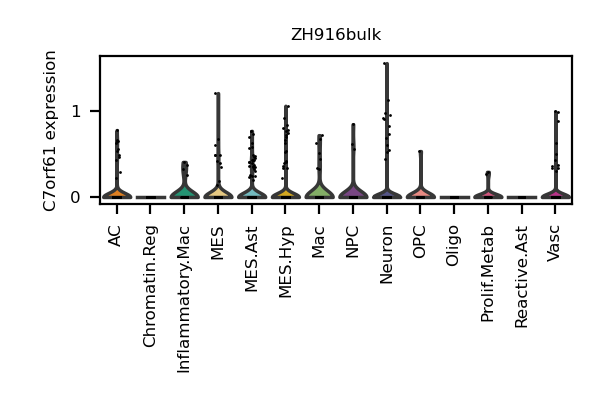 ZH916bulk
C7orf61 expression
1
0
AC
Chromatin.Reg
Inflammatory.Mac
MES
MES.Ast
MES.Hyp
Mac
NPC
Neuron
OPC
Oligo
Prolif.Metab
Reactive.Ast
Vasc